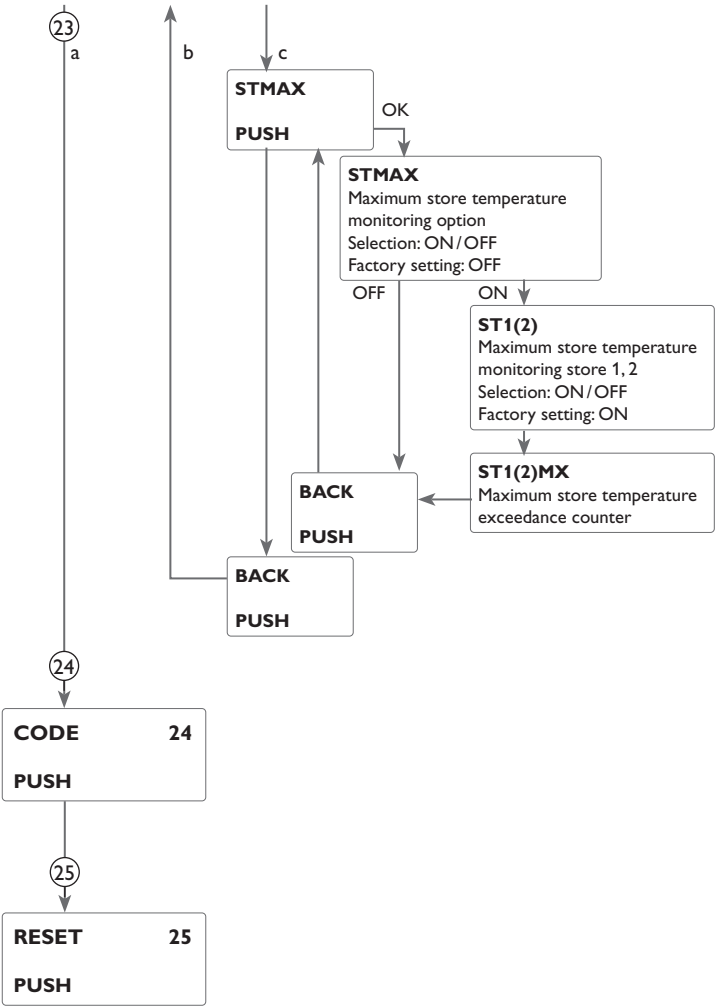 23
a
b
c
STMAX
PUSH
OK
STMAX
Maximum store temperature
monitoring option
Selection: ON / OFF
Factory setting: OFF
OFF
ON
ST1(2)
Maximum store temperature
monitoring store 1, 2
Selection: ON / OFF
Factory setting: ON
ST1(2)MX
Maximum store temperature
exceedance counter
BACK
PUSH
BACK
PUSH
24
CODE 24
PUSH
25
RESET 25
PUSH